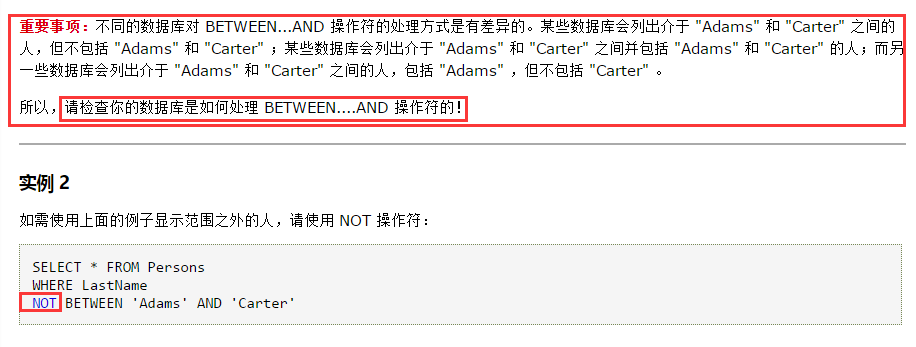 重要事项：不同的数据库对 BETWEEN...AND 操作符的处理方式是有差异的。某些数据库会列出介于 "Adams" 和 "Carter" 之间的
人，但不包括 "Adams" 和 "Carter" ；某些数据库会列出介于 "Adams" 和 "Carter" 之间并包括 "Adams" 和 "Carter" 的人；而另
一些数据库会列出介于 "Adams" 和 "Carter" 之间的人，包括 "Adams" ，但不包括 "Carter" 。
所以，请检查你的数据库是如何处理 BETWEEN....AND 操作符的！
实例 2
如需使用上面的例子显示范围之外的人，请使用 NOT 操作符：
SELECT * FROM Persons
WHERE LastName
NOT BETWEEN 'Adams' AND 'Carter'